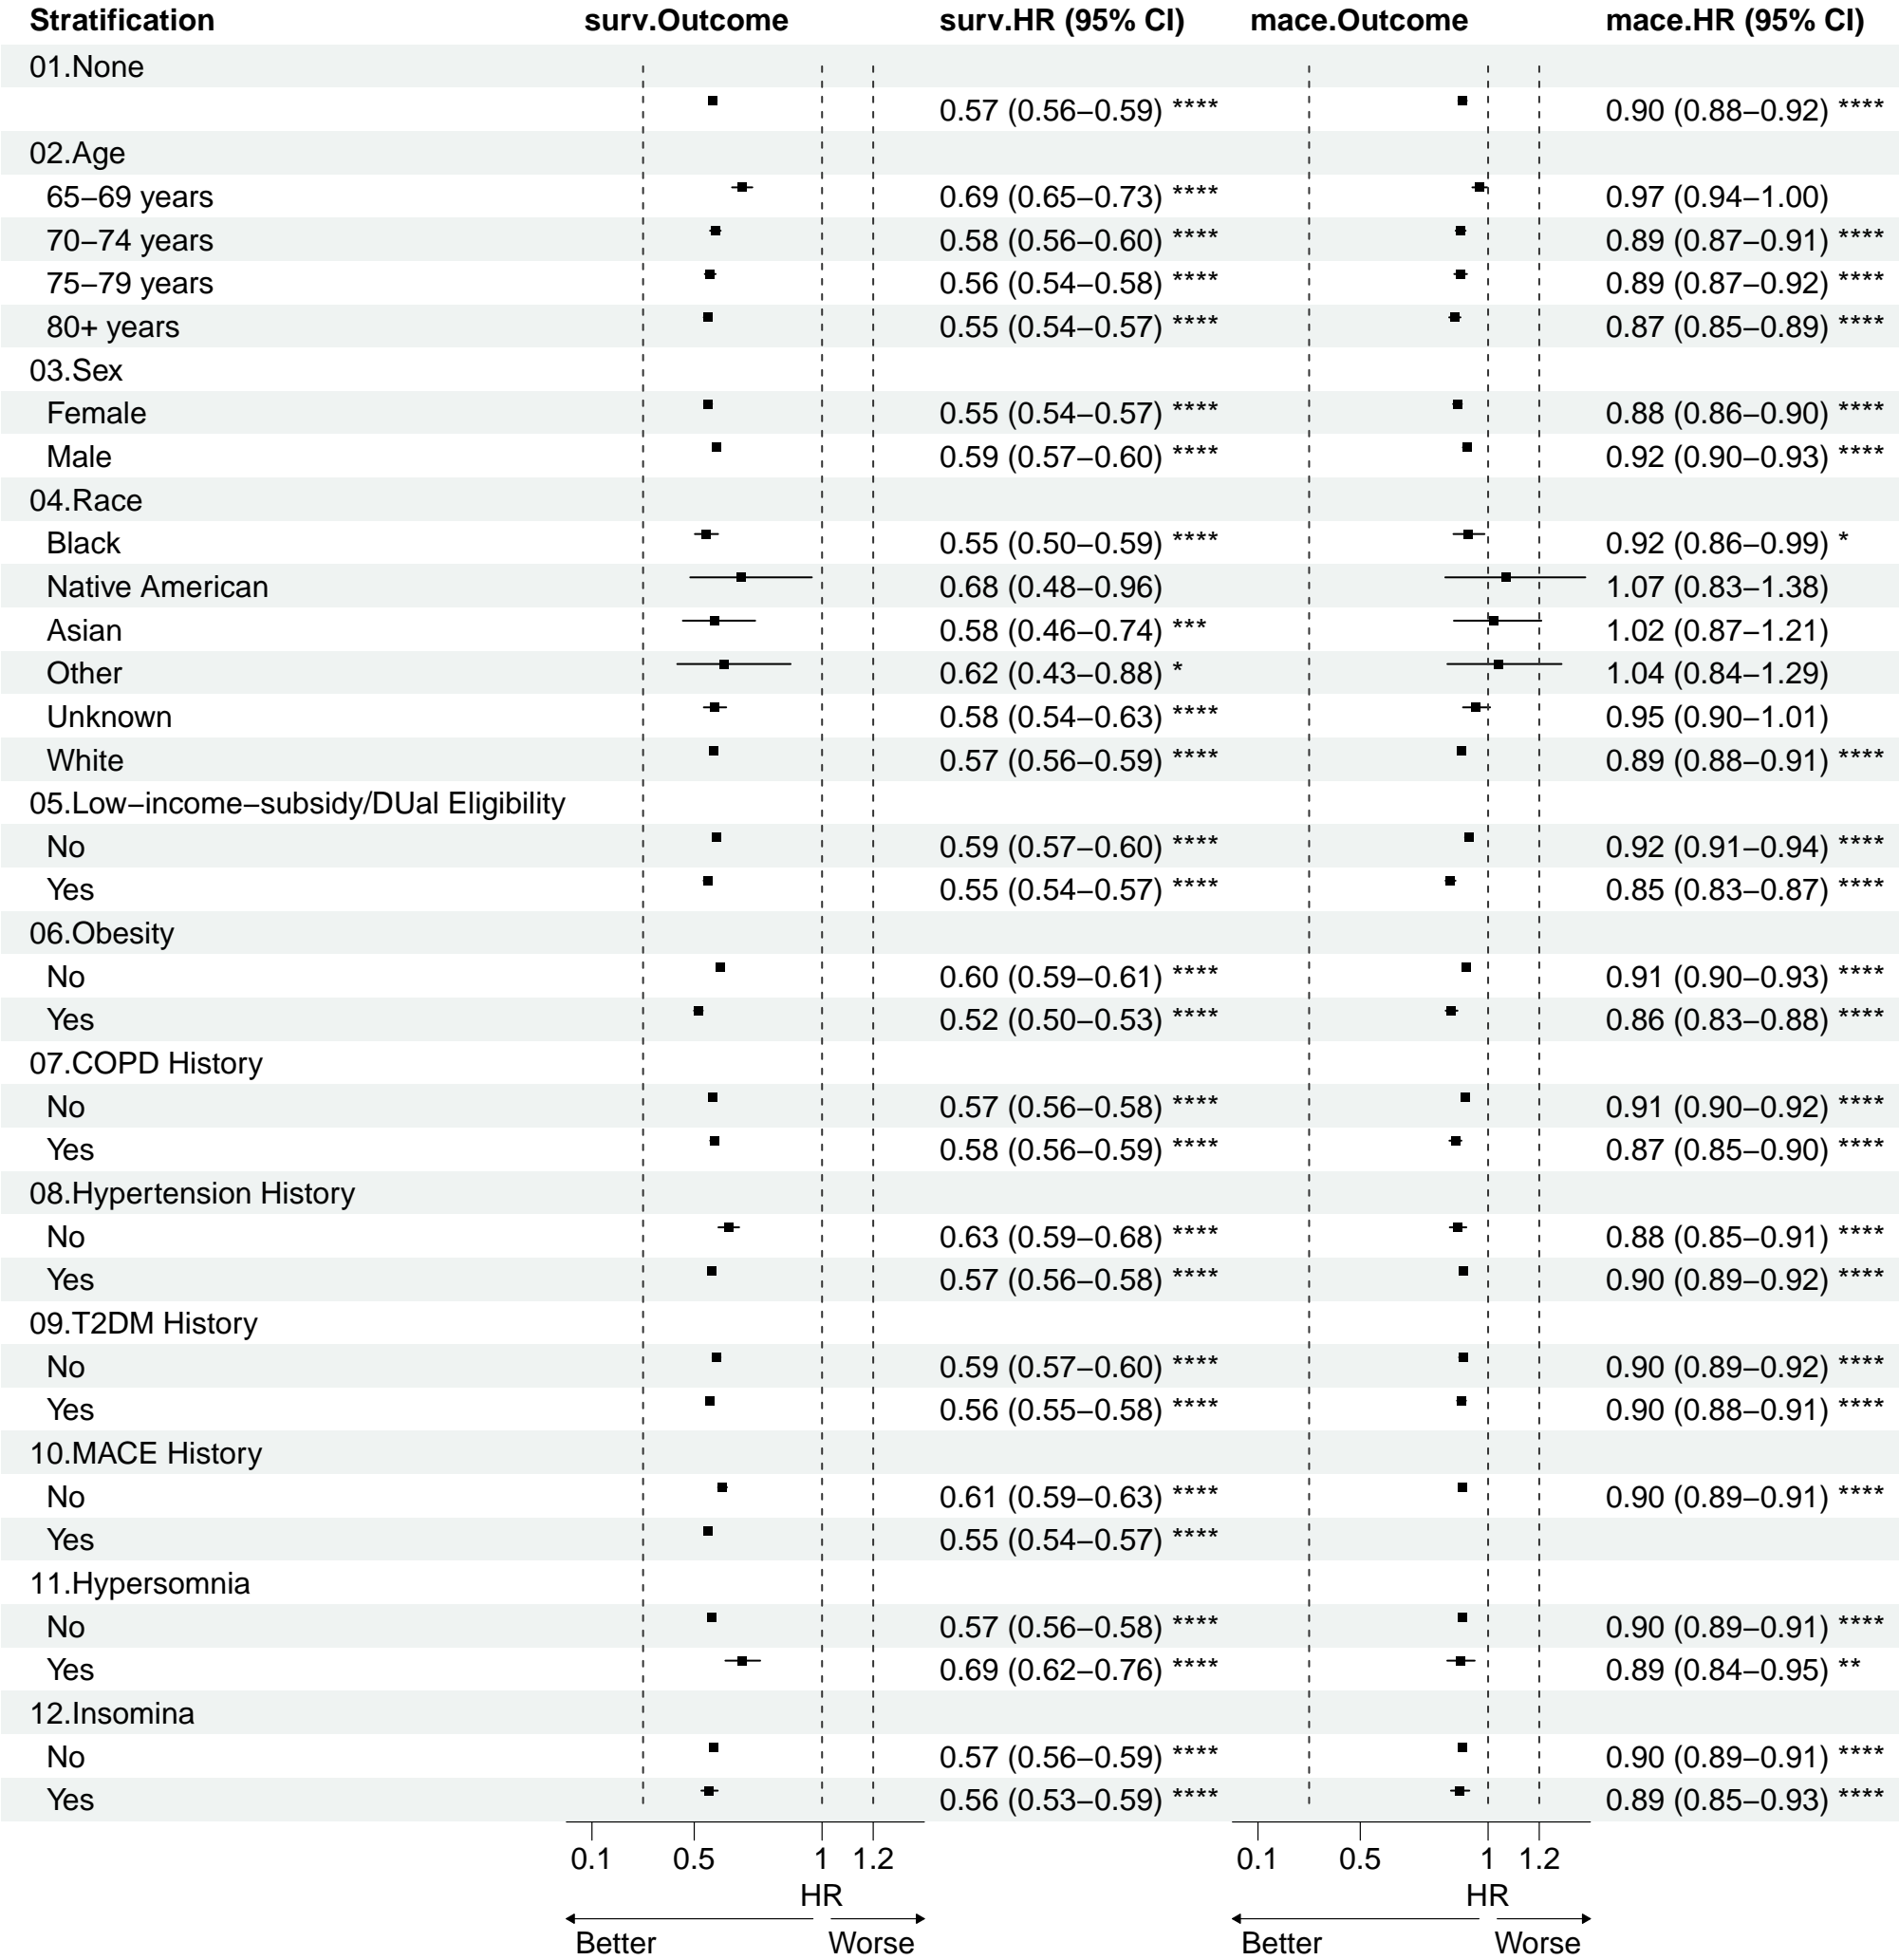 Stratification surv.Outcome surv.HR (95% CI) mace.Outcome mace.HR (95% CI)
01.None
0.57 (0.56−0.59) **** 0.90 (0.88−0.92) ****
02.Age
65−69 years 0.69 (0.65−0.73) **** 0.97 (0.94−1.00)
70−74 years 0.58 (0.56−0.60) **** 0.89 (0.87−0.91) ****
75−79 years 0.56 (0.54−0.58) **** 0.89 (0.87−0.92) ****
80+ years 0.55 (0.54−0.57) **** 0.87 (0.85−0.89) ****
03.Sex
Female 0.55 (0.54−0.57) **** 0.88 (0.86−0.90) ****
Male 0.59 (0.57−0.60) **** 0.92 (0.90−0.93) ****
04.Race
Black 0.55 (0.50−0.59) **** 0.92 (0.86−0.99) *
Native American 0.68 (0.48−0.96) 1.07 (0.83−1.38)
Asian 0.58 (0.46−0.74) *** 1.02 (0.87−1.21)
Other 0.62 (0.43−0.88) * 1.04 (0.84−1.29)
Unknown 0.58 (0.54−0.63) **** 0.95 (0.90−1.01)
White 0.57 (0.56−0.59) **** 0.89 (0.88−0.91) ****
05.Low−income−subsidy/DUal Eligibility
No 0.59 (0.57−0.60) **** 0.92 (0.91−0.94) ****
Yes 0.55 (0.54−0.57) **** 0.85 (0.83−0.87) ****
06.Obesity
No 0.60 (0.59−0.61) **** 0.91 (0.90−0.93) ****
Yes 0.52 (0.50−0.53) **** 0.86 (0.83−0.88) ****
07.COPD History
No 0.57 (0.56−0.58) **** 0.91 (0.90−0.92) ****
Yes 0.58 (0.56−0.59) **** 0.87 (0.85−0.90) ****
08.Hypertension History
No 0.63 (0.59−0.68) **** 0.88 (0.85−0.91) ****
Yes 0.57 (0.56−0.58) **** 0.90 (0.89−0.92) ****
09.T2DM History
No 0.59 (0.57−0.60) **** 0.90 (0.89−0.92) ****
Yes 0.56 (0.55−0.58) **** 0.90 (0.88−0.91) ****
10.MACE History
No 0.61 (0.59−0.63) **** 0.90 (0.89−0.91) ****
Yes 0.55 (0.54−0.57) ****
11.Hypersomnia
No 0.57 (0.56−0.58) **** 0.90 (0.89−0.91) ****
Yes 0.69 (0.62−0.76) **** 0.89 (0.84−0.95) **
12.Insomina
No 0.57 (0.56−0.59) **** 0.90 (0.89−0.91) ****
Yes 0.56 (0.53−0.59) **** 0.89 (0.85−0.93) ****
0.1 0.5 1 1.2 0.1 0.5 1 1.2
HR HR
Better Worse Better Worse